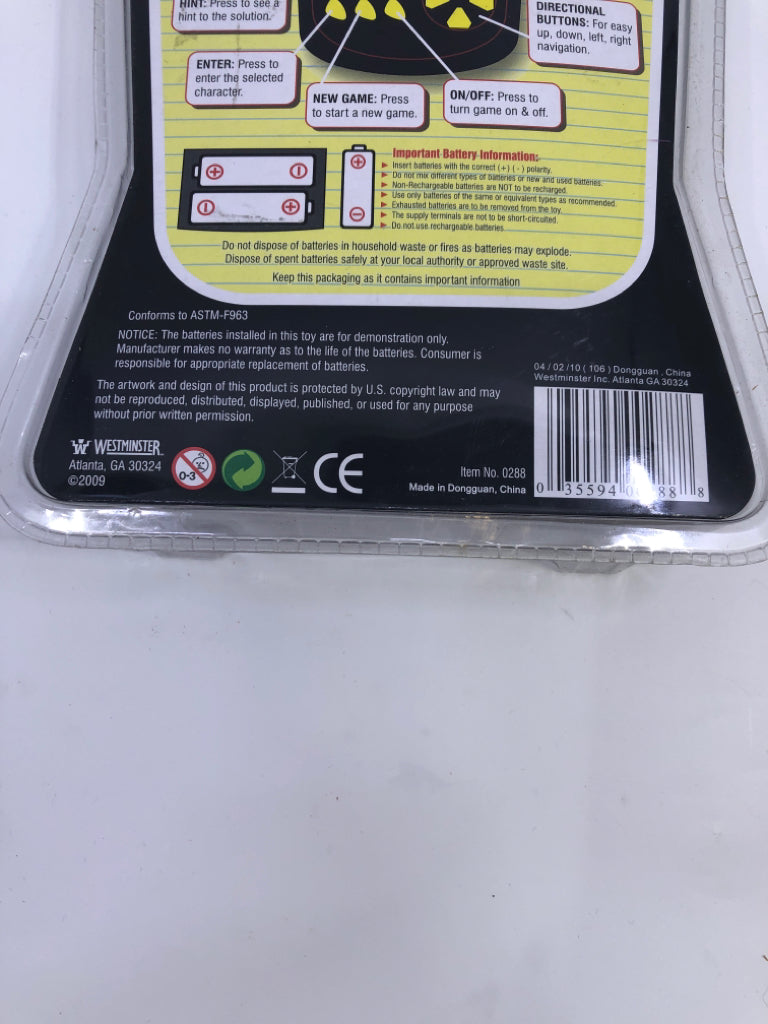 HINT: Press to see a
hint to the solution.
DIRECTIONAL
BUTTONS: For easy
up, down, left, right
navigation.
ENTER: Press to
enter the selected
character.
NEW GAME: Press
to start a new game.
ON/OFF: Press to
turn game on & off.
Important Battery Information:
Insert batteries with the correct (+) (-) polarity.
Do not mix different types of batteries or new and used batteries.
Non-Rechargeable batteries are NOT to be recharged.
Use only batteries of the same or equivalent types as recommended.
Exhausted batteries are to be removed from the toy.
The supply terminals are not to be short-circuited.
Do not use rechargeable batteries.
Do not dispose of batteries in household waste or fires as batteries may explode.
Dispose of spent batteries safely at your local authority or approved waste site.
Keep this packaging as it contains important information
Conforms to ASTM-F963
NOTICE: The batteries installed in this toy are for demonstration only.
Manufacturer makes no warranty as to the life of the batteries. Consumer is
responsible for appropriate replacement of batteries.
The artwork and design of this product is protected by U.S. copyright law and may
not be reproduced, distributed, displayed, published, or used for any purpose
without prior written permission.
04/02/10 (106) Dongguan, China
Westminster Inc. Atlanta GA 30324
W WESTMINSTER
Atlanta, GA 30324
©2009
0-3
CE
Item No. 0288
Made in Dongguan, China
0 35594 8